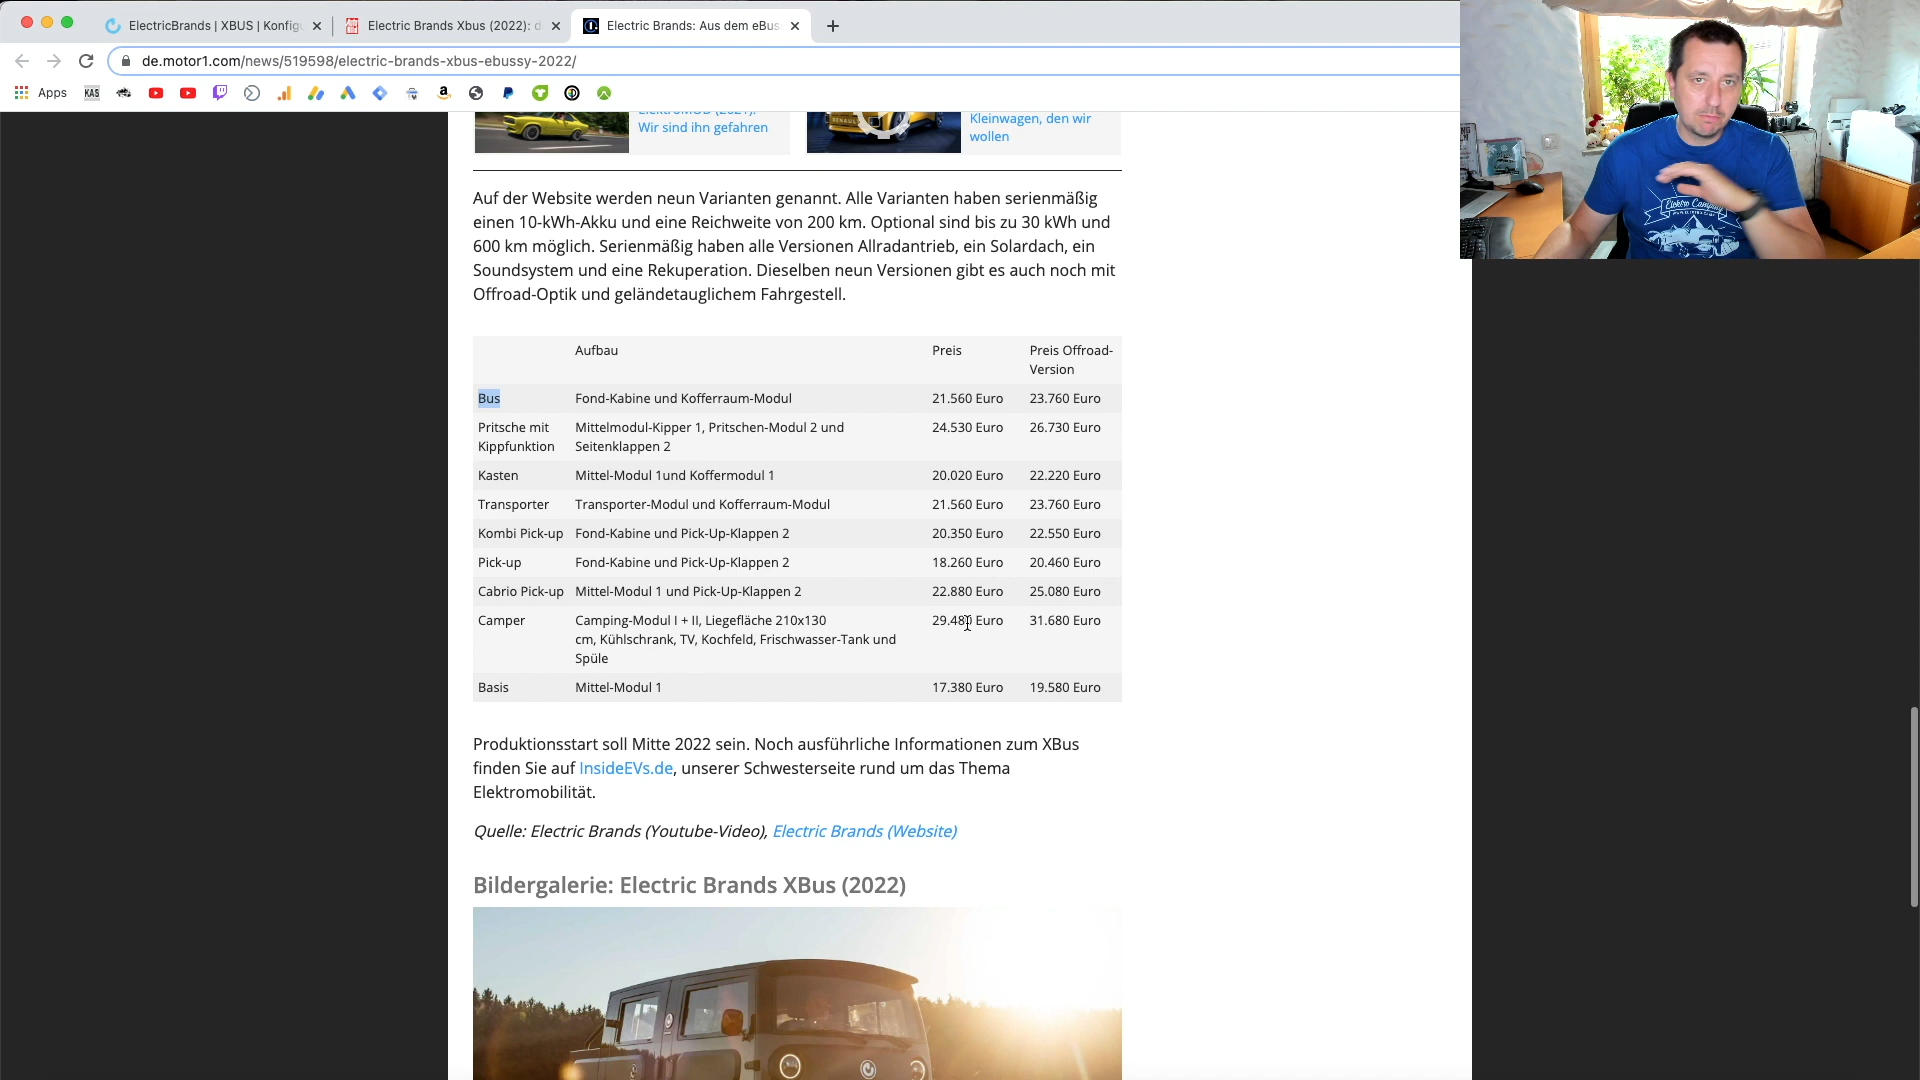 ElectricBrands | XBUS | Konfig
Electric Brands Xbus (2022): d
Electric Brands: Aus dem eBus
de.motor1.com/news/519598/electric-brands-xbus-ebussy-2022/
Apps
KAS
Wir sind ihn gefahren
Kleinwagen, den wir
wollen
Auf der Website werden neun Varianten genannt. Alle Varianten haben serienmäßig
einen 10-kWh-Akku und eine Reichweite von 200 km. Optional sind bis zu 30 kWh und
600 km möglich. Serienmäßig haben alle Versionen Allradantrieb, ein Solardach, ein
Soundsystem und eine Rekuperation. Dieselben neun Versionen gibt es auch noch mit
Offroad-Optik und geländetauglichem Fahrgestell.
Aufbau Preis Preis Offroad-
Version
Bus Fond-Kabine und Kofferraum-Modul 21.560 Euro 23.760 Euro
Pritsche mit Mittelmodul-Kipper 1, Pritschen-Modul 2 und 24.530 Euro 26.730 Euro
Kippfunktion Seitenklappen 2
Kasten Mittel-Modul 1und Koffermodul 1 20.020 Euro 22.220 Euro
Transporter Transporter-Modul und Kofferraum-Modul 21.560 Euro 23.760 Euro
Kombi Pick-up Fond-Kabine und Pick-Up-Klappen 2 20.350 Euro 22.550 Euro
Pick-up Fond-Kabine und Pick-Up-Klappen 2 18.260 Euro 20.460 Euro
Cabrio Pick-up Mittel-Modul 1 und Pick-Up-Klappen 2 22.880 Euro 25.080 Euro
Camper Camping-Modul I + II, Liegefläche 210x130 29.480 Euro 31.680 Euro
cm, Kühlschrank, TV, Kochfeld, Frischwasser-Tank und
Spüle
Basis Mittel-Modul 1 17.380 Euro 19.580 Euro
Produktionsstart soll Mitte 2022 sein. Noch ausführliche Informationen zum XBus
finden Sie auf InsideEVs.de, unserer Schwesterseite rund um das Thema
Elektromobilität.
Quelle: Electric Brands (Youtube-Video), Electric Brands (Website)
Bildergalerie: Electric Brands XBus (2022)
Elektro Camping